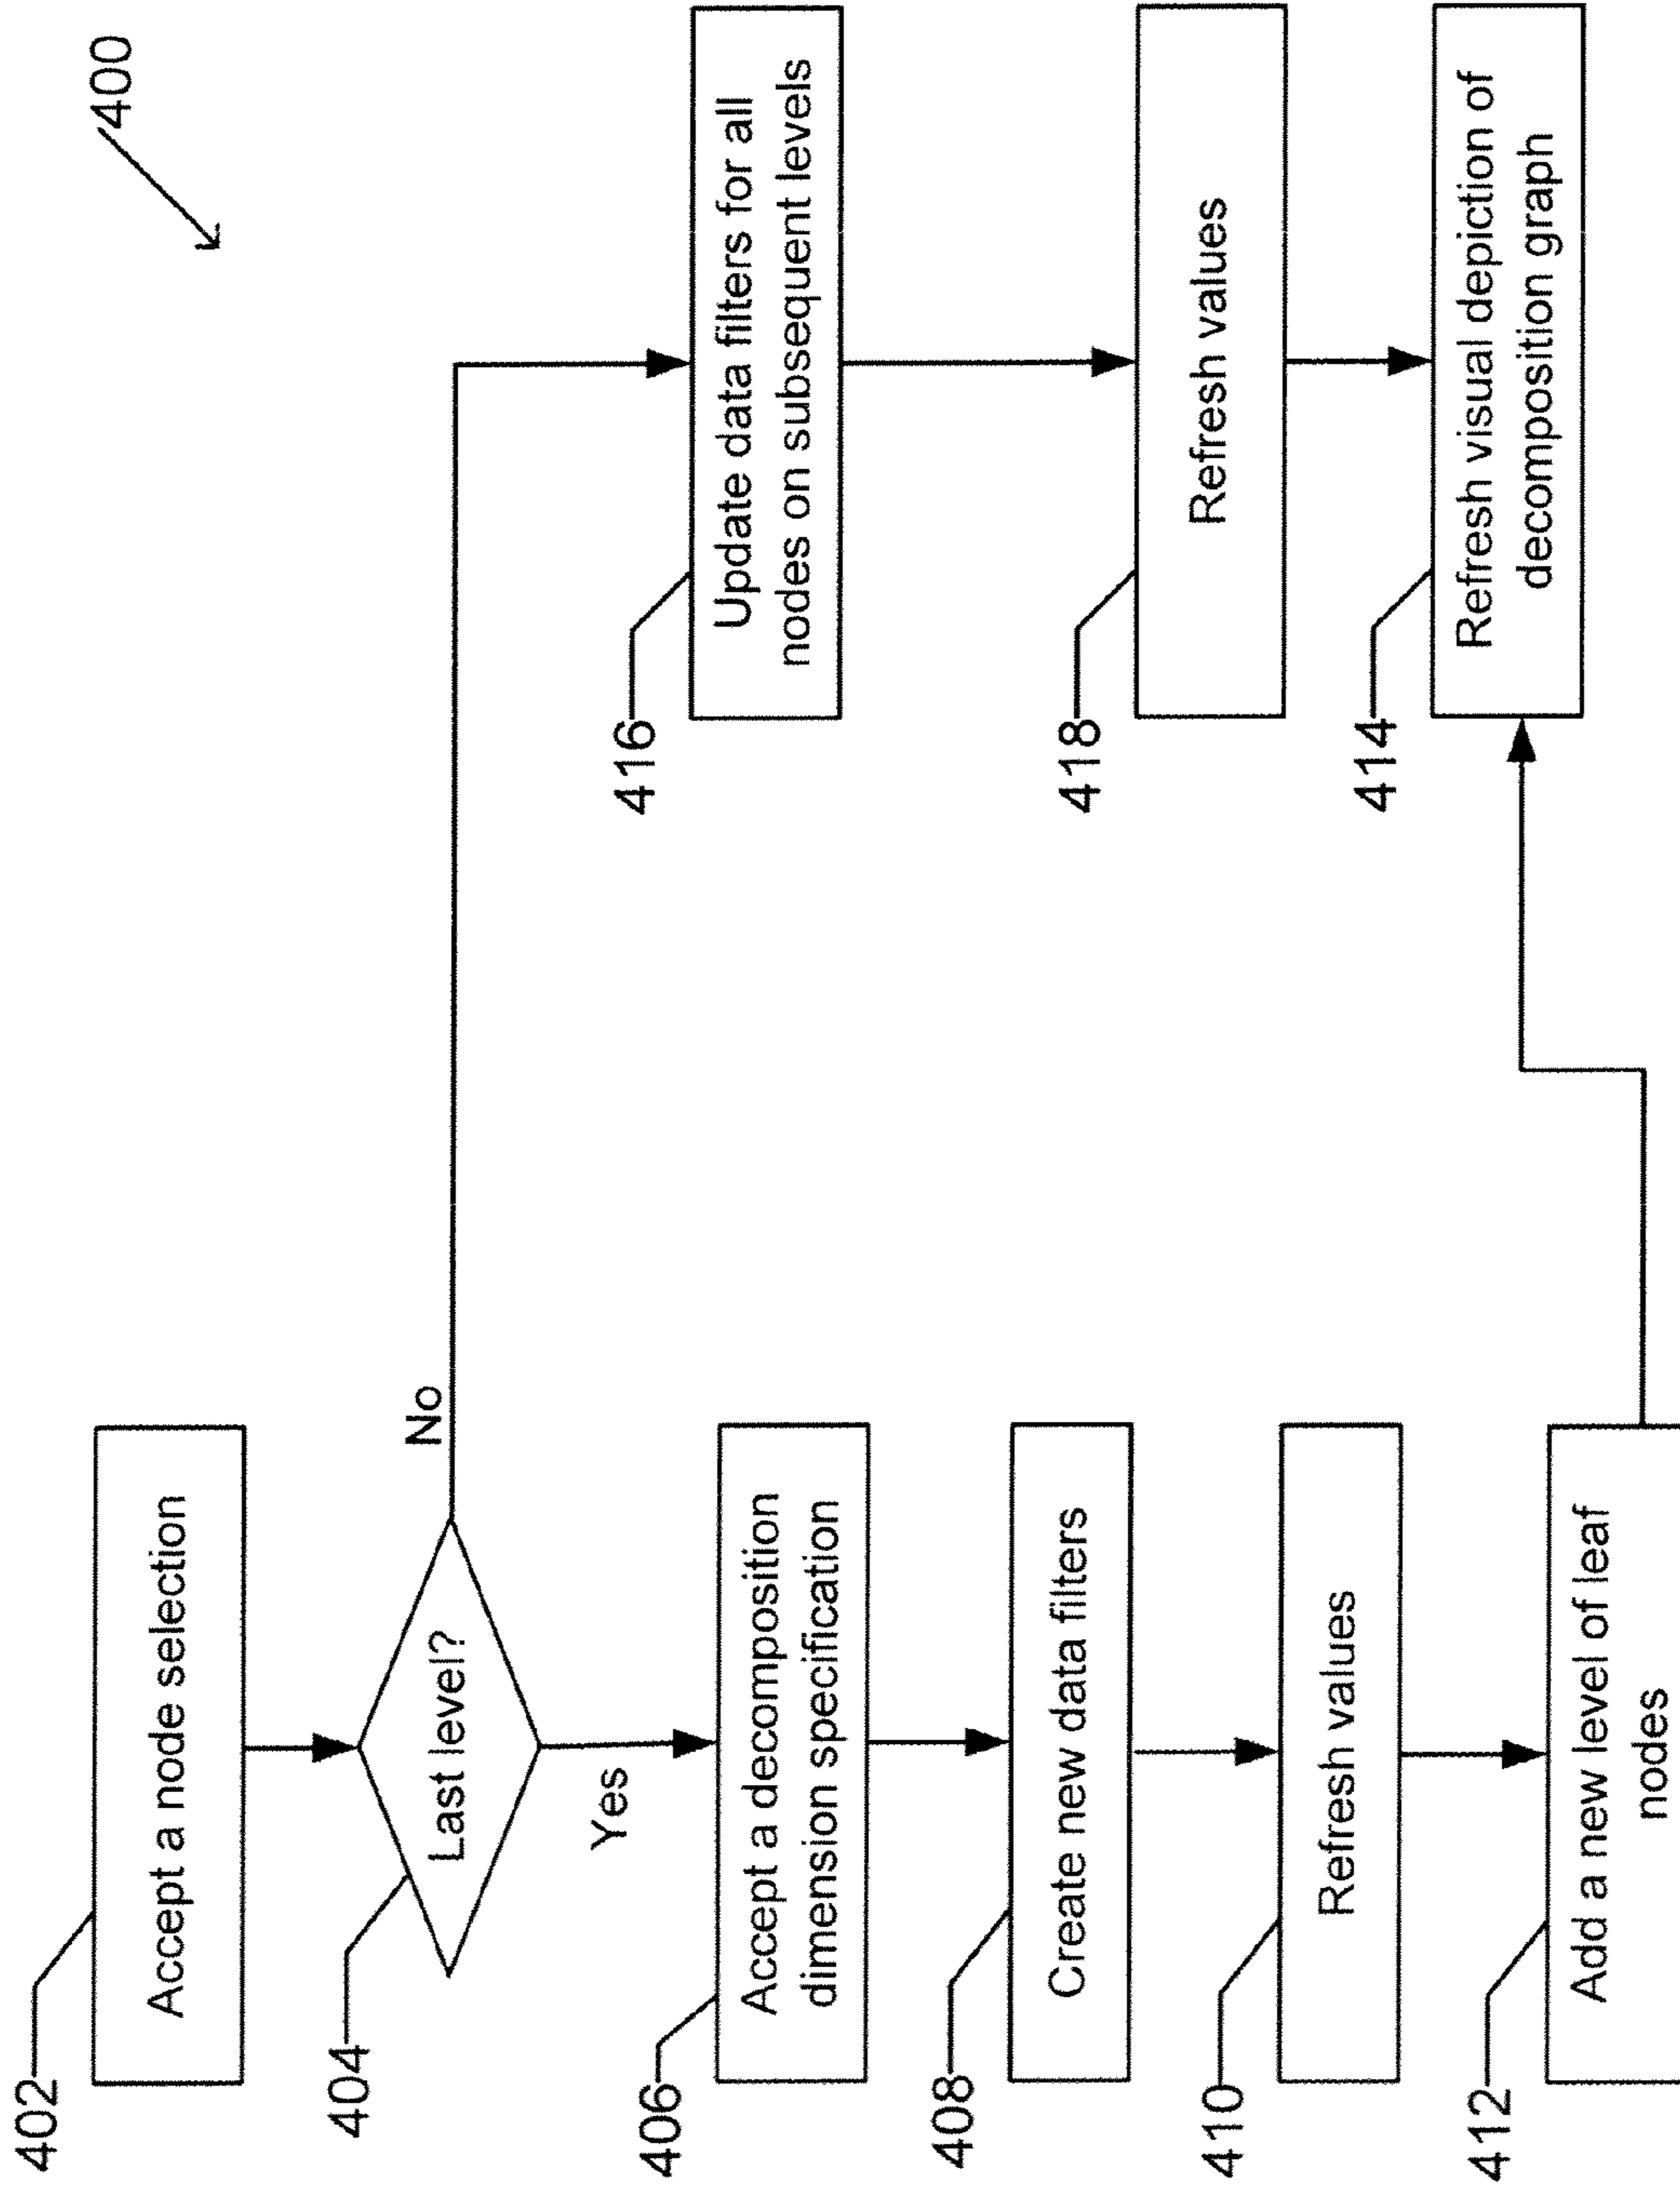 400
402
Accept a node selection
404
Last level?
No
Yes
406
Accept a decomposition
dimension specification
408
Create new data filters
410
Refresh values
412
Add a new level of leaf
nodes
416
Update data filters for all
nodes on subsequent levels
418
Refresh values
414
Refresh visual depiction of
decomposition graph